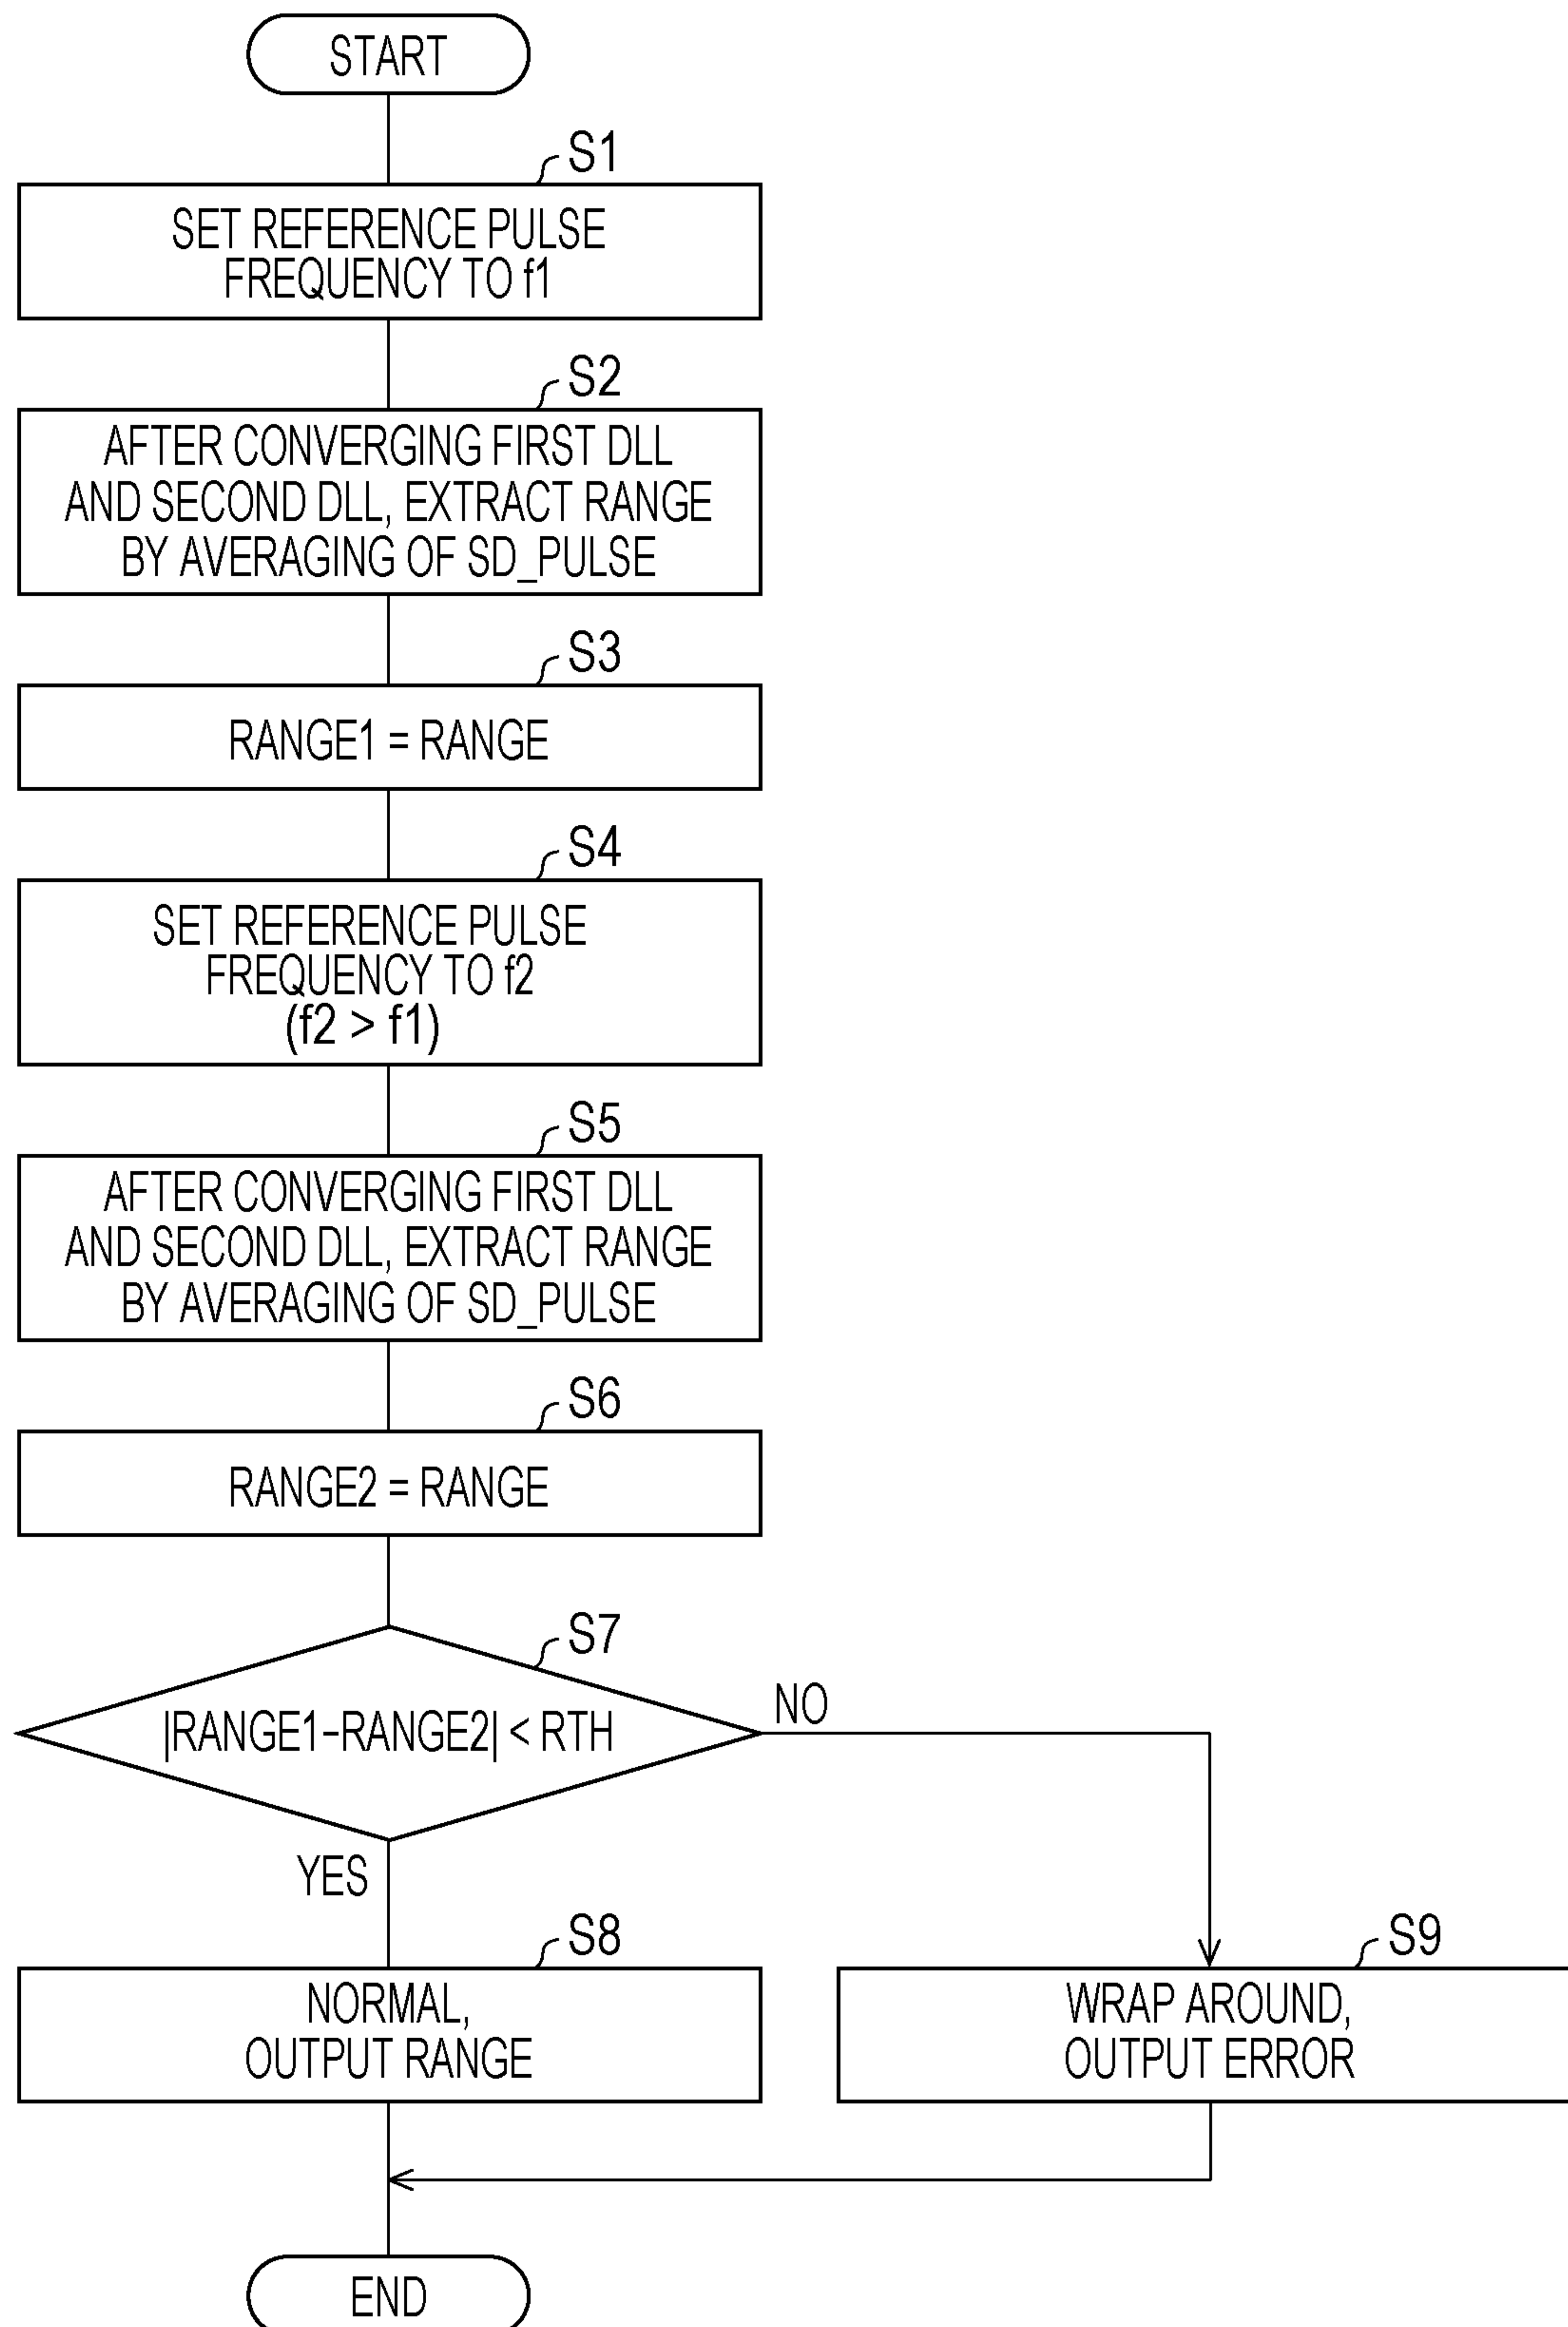 START
S1
SET REFERENCE PULSE
FREQUENCY TO f1
S2
AFTER CONVERGING FIRST DLL
AND SECOND DLL, EXTRACT RANGE
BY AVERAGING OF SD_PULSE
S3
RANGE1 = RANGE
S4
SET REFERENCE PULSE
FREQUENCY TO f2
(f2 > f1)
S5
AFTER CONVERGING FIRST DLL
AND SECOND DLL, EXTRACT RANGE
BY AVERAGING OF SD_PULSE
S6
RANGE2 = RANGE
S7
|RANGE1−RANGE2| < RTH
NO
YES
S8
NORMAL,
OUTPUT RANGE
S9
WRAP AROUND,
OUTPUT ERROR
END